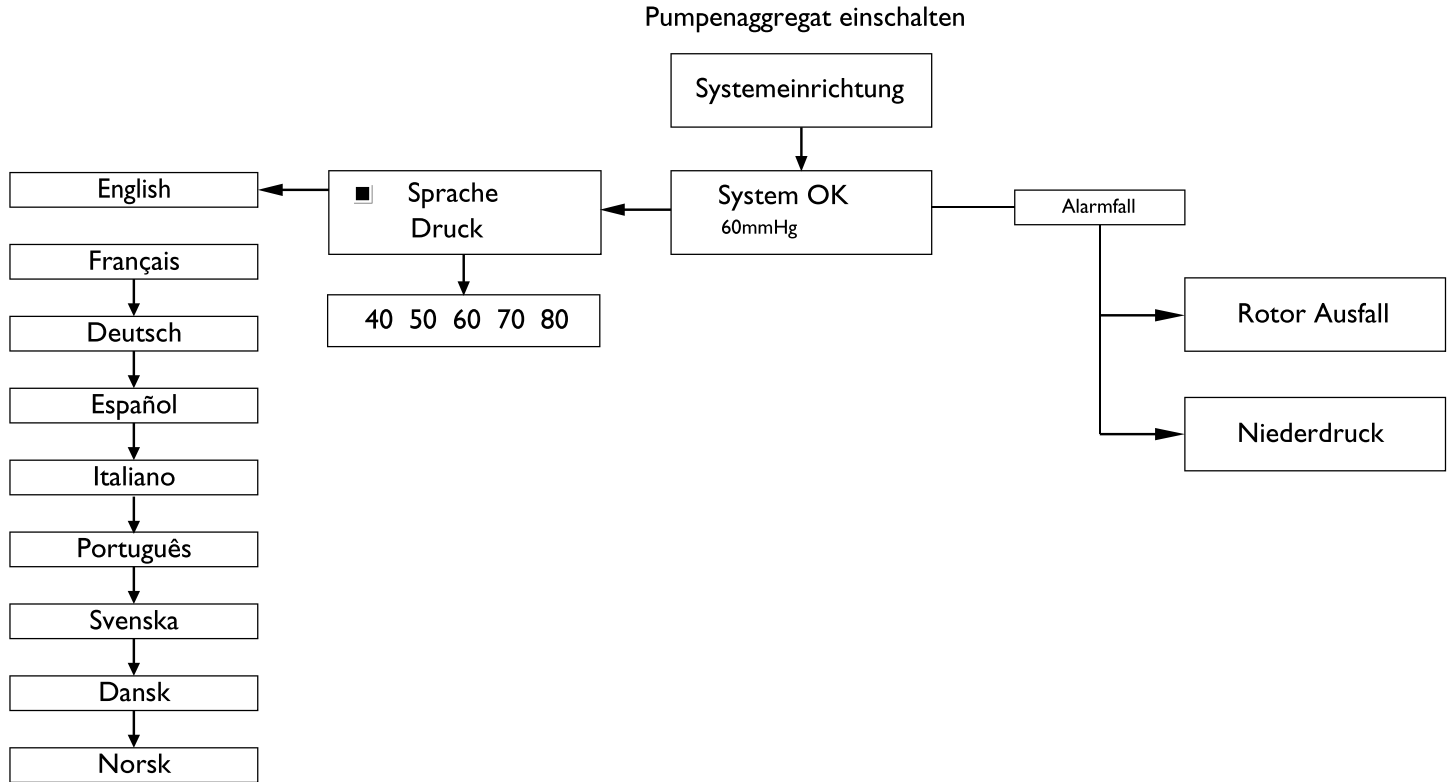 Pumpenaggregat einschalten
Systemeinrichtung
English
Sprache
Druck
System OK
60mmHg
Alarmfall
Français
40 50 60 70 80
Rotor Ausfall
Deutsch
Español
Niederdruck
Italiano
Português
Svenska
Dansk
Norsk